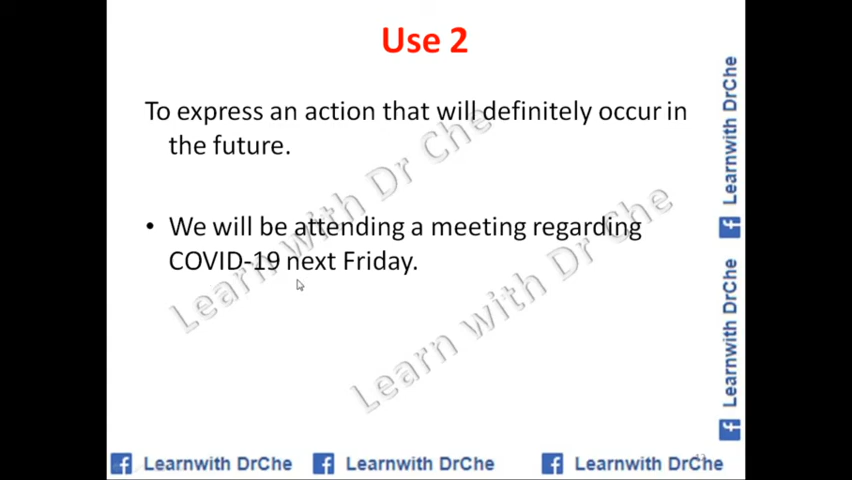 Use 2
To express an action that will definitely occur in
the future.
• We will be attending a meeting regarding
COVID-19 next Friday.
Learn with Dr Che
Learn with Dr Che
Learnwith DrChe
Learnwith DrChe
Learnwith DrChe
Learnwith DrChe
Learnwith DrChe